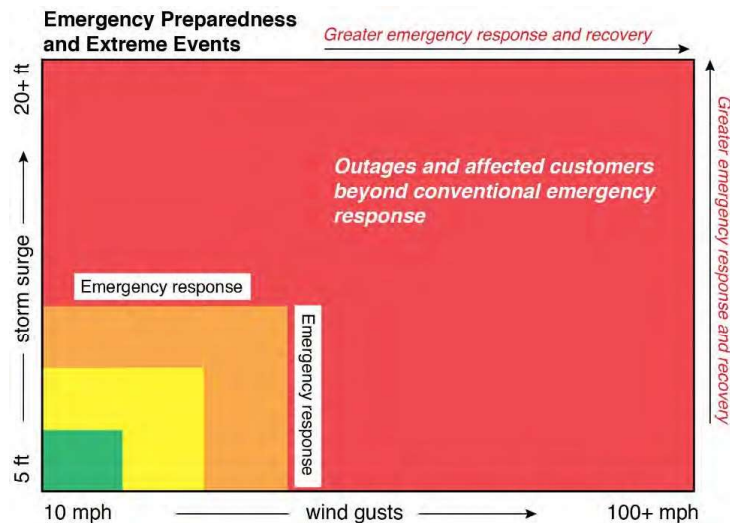 Emergency Preparedness
and Extreme Events
Greater emergency response and recovery
20+ ft
storm surge
5 ft
Outages and affected customers
beyond conventional emergency
response
Emergency response
Emergency response
Greater emergency response and recovery
10 mph
wind gusts
100+ mph